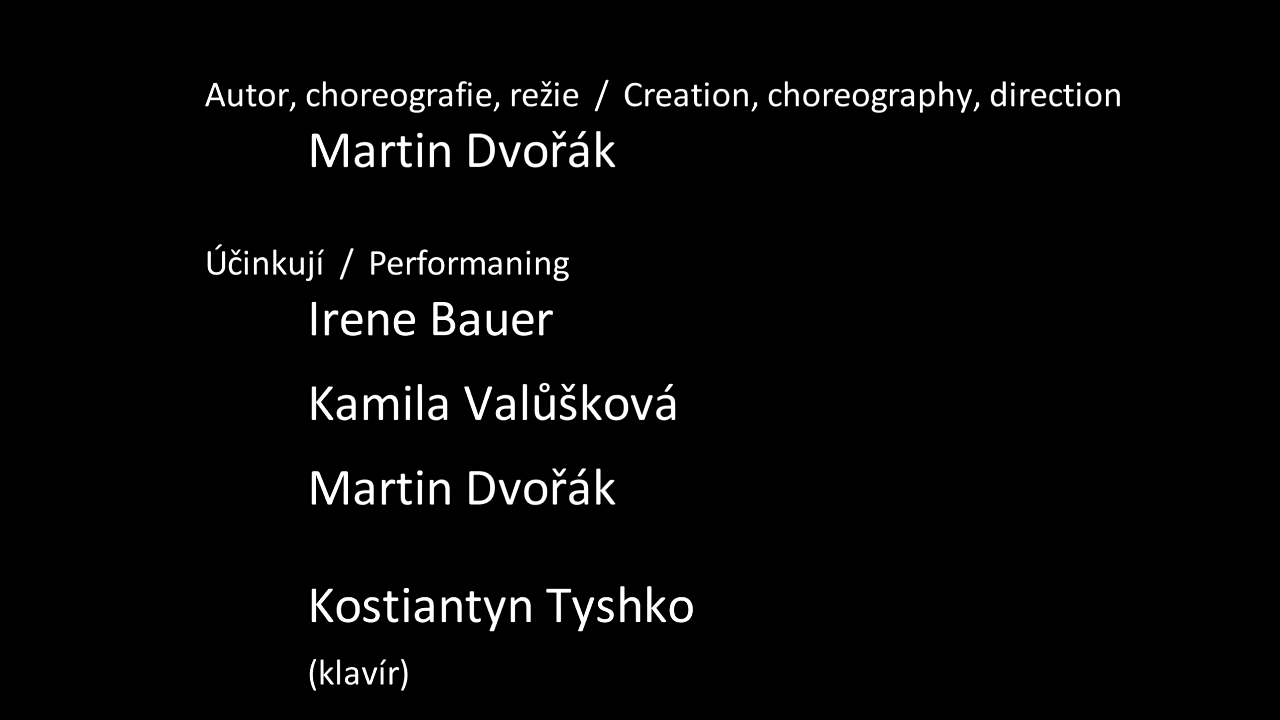 Autor, choreografie, režie / Creation, choreography, direction
Martin Dvořák
Účinkují / Performaning
Irene Bauer
Kamila Valůšková
Martin Dvořák
Kostiantyn Tyshko
(klavír)